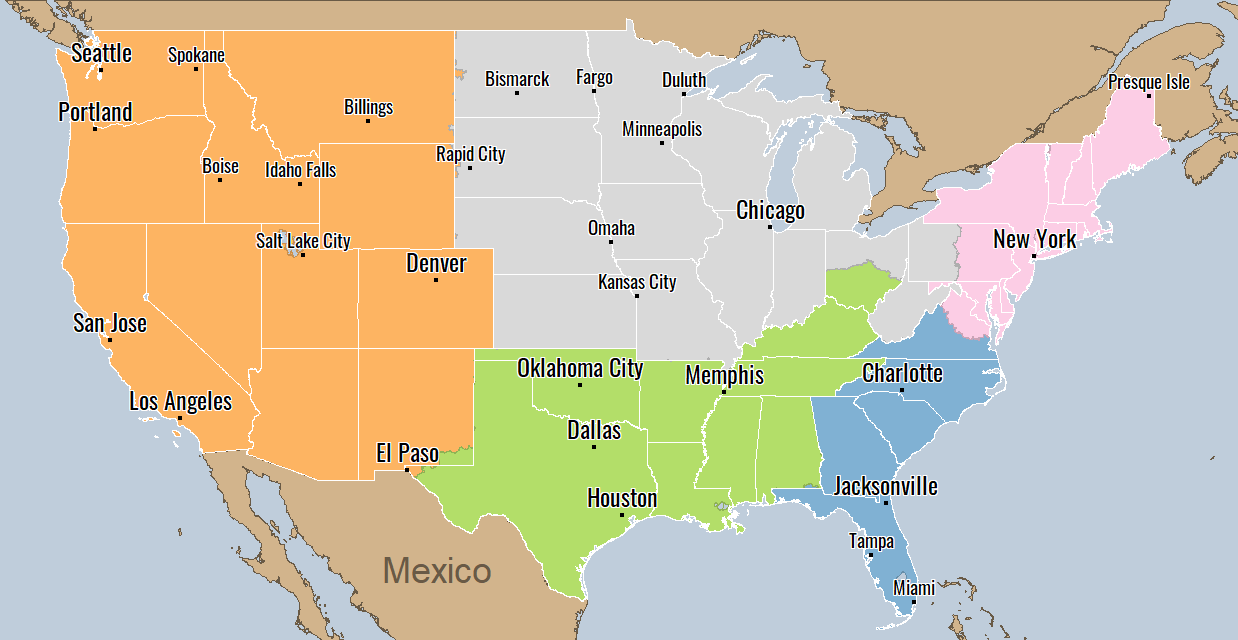 Seattle
Spokane
Bismarck
Fargo
Duluth
Presque Isle
Portland
Billings
Minneapolis
Rapid City
Boise
Idaho Falls
Chicago
Omaha
New York
Salt Lake City
Denver
Kansas City
San Jose
Oklahoma City
Memphis
Charlotte
Los Angeles
Dallas
El Paso
Houston
Jacksonville
Tampa
Mexico
Miami